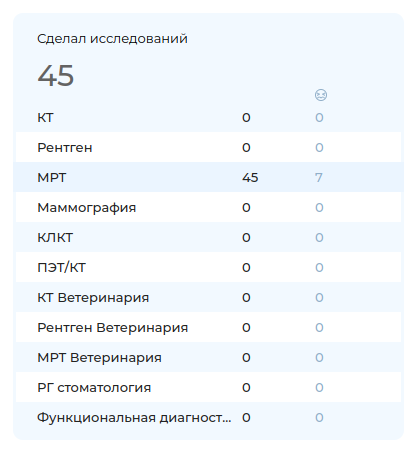 Сделал исследований
45
КТ 0 0
Рентген 0 0
МРТ 45 7
Маммография 0 0
КЛКТ 0 0
ПЭТ/КТ 0 0
КТ Ветеринария 0 0
Рентген Ветеринария 0 0
МРТ Ветеринария 0 0
РГ стоматология 0 0
Функциональная диагност... 0 0